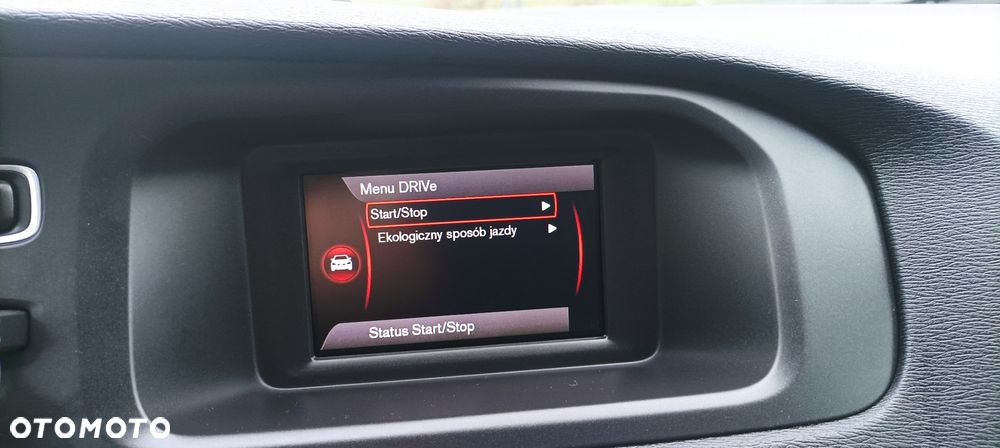 Menu DRIVe
Start/Stop
Ekologiczny sposób jazdy
Status Start/Stop
OTOMOTO